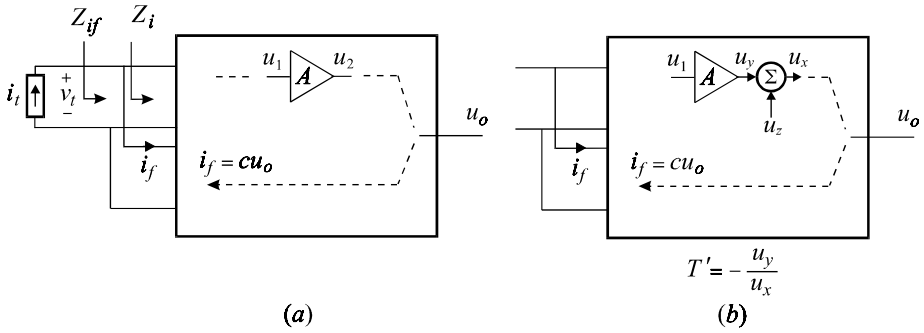 Z_if
Z_i
i_t
+
v_t
−
i_f
u_1
A
u_2
i_f = cu_o
u_o
(a)
u_1
A
u_y
Σ
u_x
u_z
i_f
i_f = cu_o
u_o
T' = − u_y / u_x
(b)